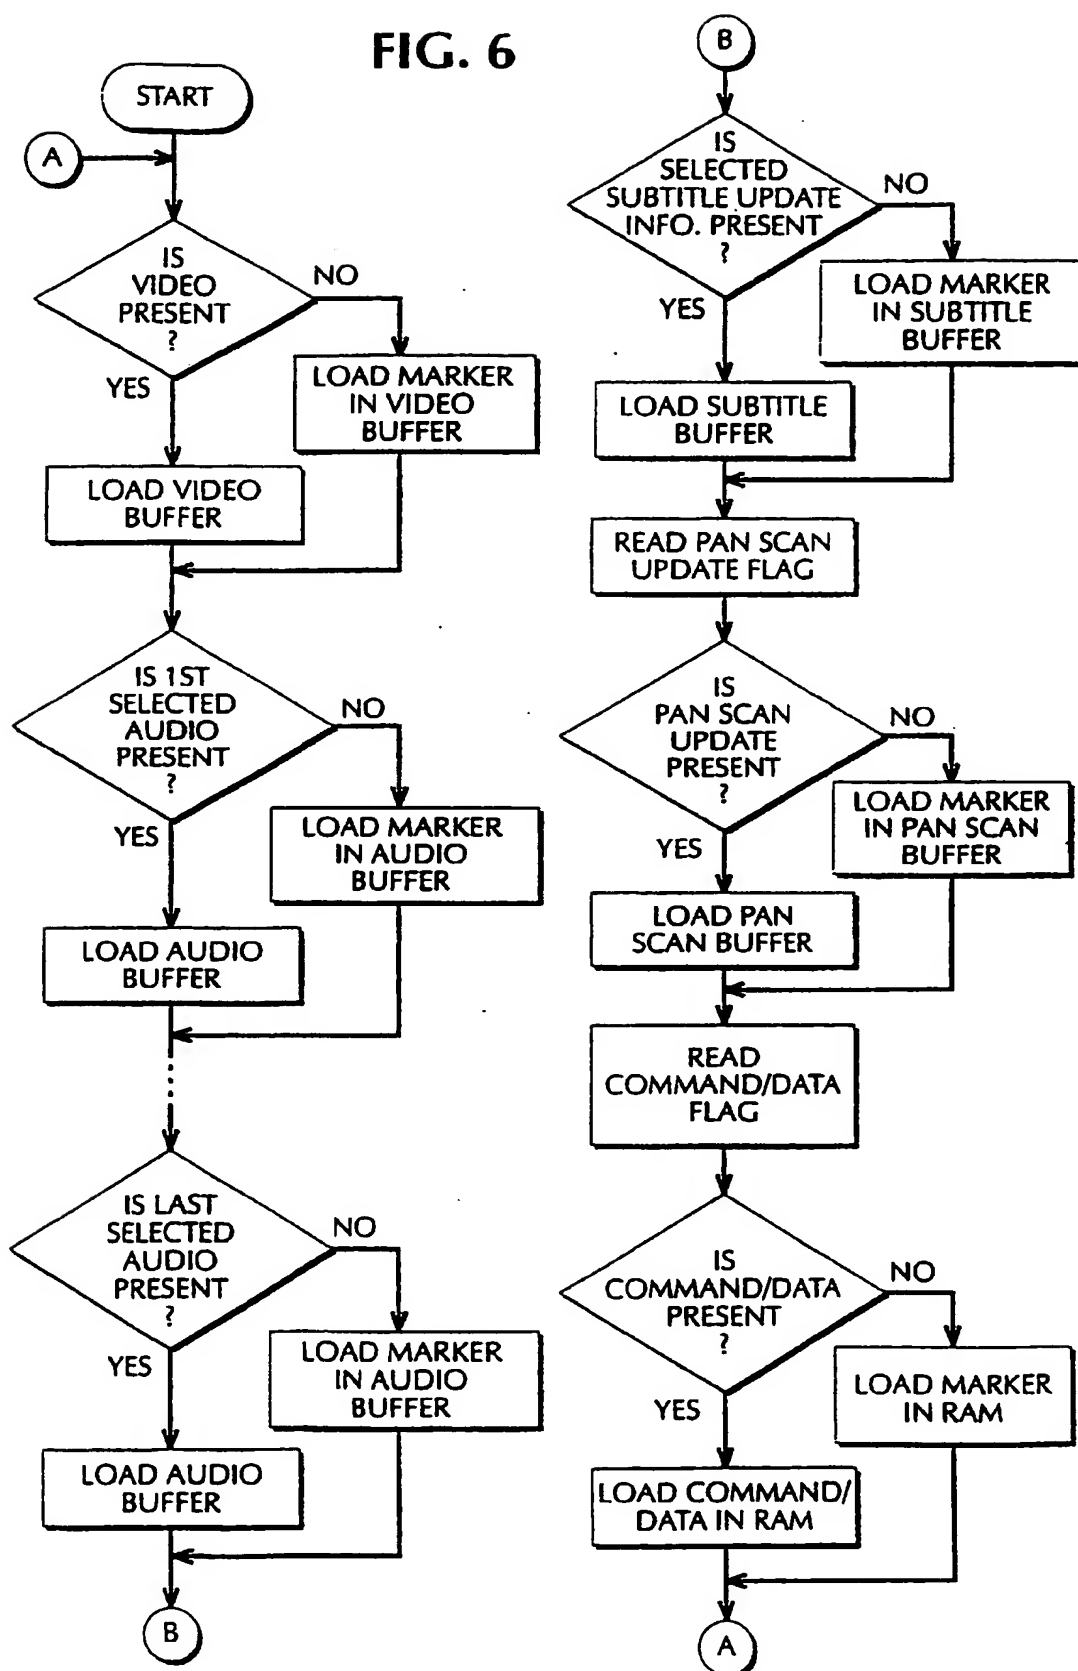 FIG. 6
START
A
IS
VIDEO
PRESENT
?
NO
YES
LOAD MARKER
IN VIDEO
BUFFER
LOAD VIDEO
BUFFER
IS 1ST
SELECTED
AUDIO
PRESENT
?
NO
YES
LOAD MARKER
IN AUDIO
BUFFER
LOAD AUDIO
BUFFER
IS LAST
SELECTED
AUDIO
PRESENT
?
NO
YES
LOAD MARKER
IN AUDIO
BUFFER
LOAD AUDIO
BUFFER
B
B
IS
SELECTED
SUBTITLE UPDATE
INFO. PRESENT
?
NO
YES
LOAD MARKER
IN SUBTITLE
BUFFER
LOAD SUBTITLE
BUFFER
READ PAN SCAN
UPDATE FLAG
IS
PAN SCAN
UPDATE
PRESENT
?
NO
YES
LOAD MARKER
IN PAN SCAN
BUFFER
LOAD PAN
SCAN BUFFER
READ
COMMAND/DATA
FLAG
IS
COMMAND/DATA
PRESENT
?
NO
YES
LOAD MARKER
IN RAM
LOAD COMMAND/
DATA IN RAM
A